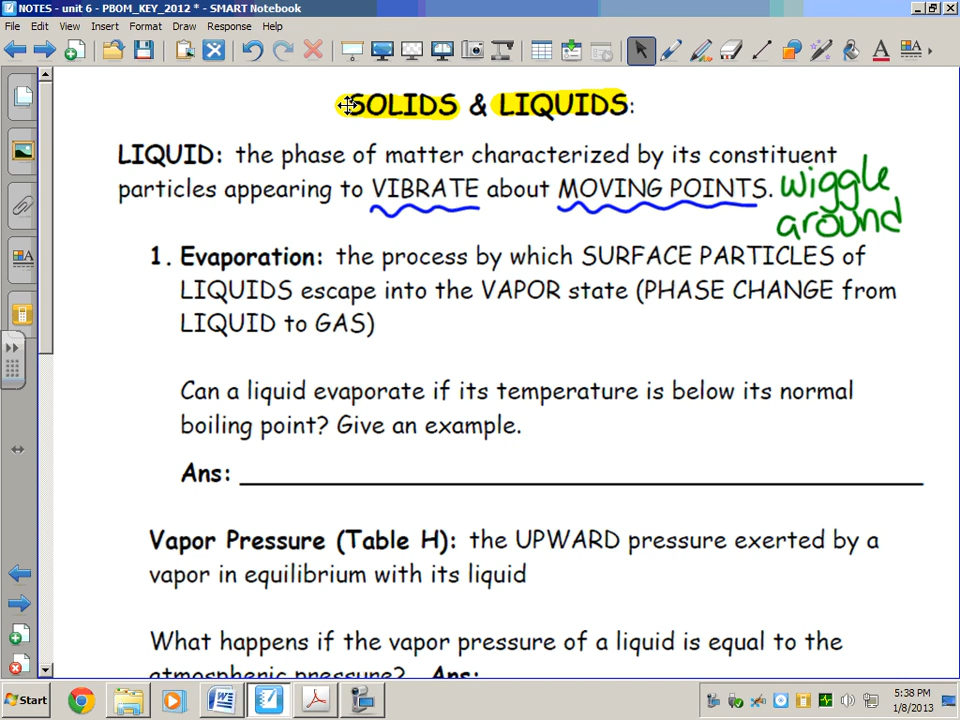 NOTES - unit 6 - PBOM_KEY_2012 * - SMART Notebook
File Edit View Insert Format Draw Response Help
SOLIDS & LIQUIDS:
LIQUID: the phase of matter characterized by its constituent
particles appearing to VIBRATE about MOVING POINTS.
wiggle
around
1. Evaporation: the process by which SURFACE PARTICLES of
LIQUIDS escape into the VAPOR state (PHASE CHANGE from
LIQUID to GAS)
Can a liquid evaporate if its temperature is below its normal
boiling point? Give an example.
Ans:
Vapor Pressure (Table H): the UPWARD pressure exerted by a
vapor in equilibrium with its liquid
What happens if the vapor pressure of a liquid is equal to the
atmospheric pressure? Ans:
Start
5:38 PM
1/8/2013